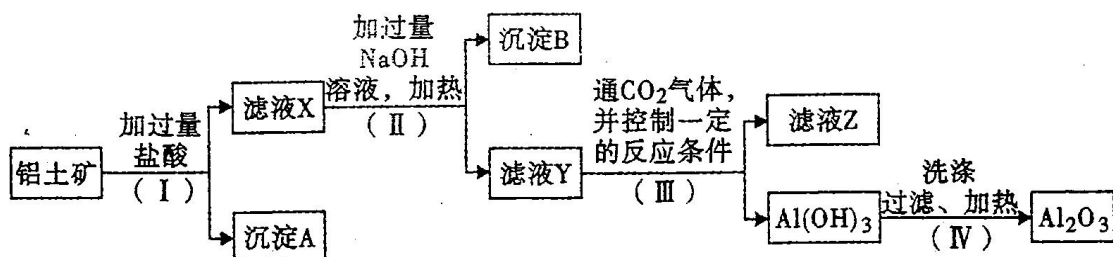 铝土矿
加过量
盐酸
(Ⅰ)
滤液X
沉淀A
加过量
NaOH
溶液，加热
(Ⅱ)
沉淀B
滤液Y
通CO₂气体，
并控制一定
的反应条件
(Ⅲ)
滤液Z
Al(OH)₃
洗涤
过滤、加热
(Ⅳ)
Al₂O₃